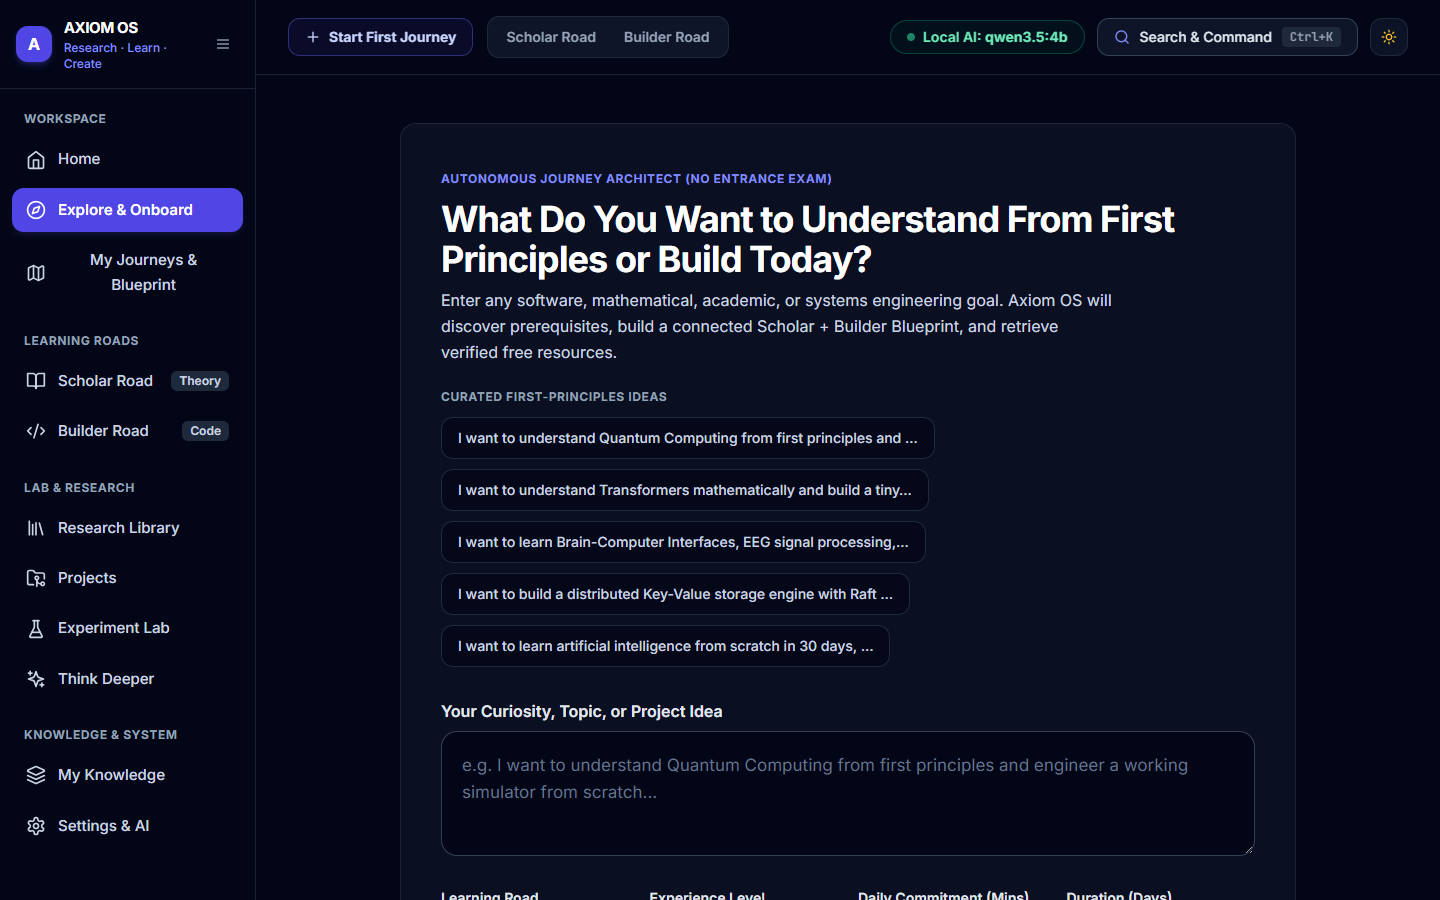 A
AXIOM OS
Research · Learn ·
Create
WORKSPACE
Home
Explore & Onboard
My Journeys &
Blueprint
LEARNING ROADS
Scholar Road
Theory
Builder Road
Code
LAB & RESEARCH
Research Library
Projects
Experiment Lab
Think Deeper
KNOWLEDGE & SYSTEM
My Knowledge
Settings & AI
Start First Journey
Scholar Road
Builder Road
Local AI: qwen3.5:4b
Search & Command
Ctrl+K
AUTONOMOUS JOURNEY ARCHITECT (NO ENTRANCE EXAM)
What Do You Want to Understand From First
Principles or Build Today?
Enter any software, mathematical, academic, or systems engineering goal. Axiom OS will
discover prerequisites, build a connected Scholar + Builder Blueprint, and retrieve
verified free resources.
CURATED FIRST-PRINCIPLES IDEAS
I want to understand Quantum Computing from first principles and ...
I want to understand Transformers mathematically and build a tiny...
I want to learn Brain-Computer Interfaces, EEG signal processing,...
I want to build a distributed Key-Value storage engine with Raft ...
I want to learn artificial intelligence from scratch in 30 days, ...
Your Curiosity, Topic, or Project Idea
e.g. I want to understand Quantum Computing from first principles and engineer a working
simulator from scratch...
Learning Road
Experience Level
Daily Commitment (Mins)
Duration (Days)